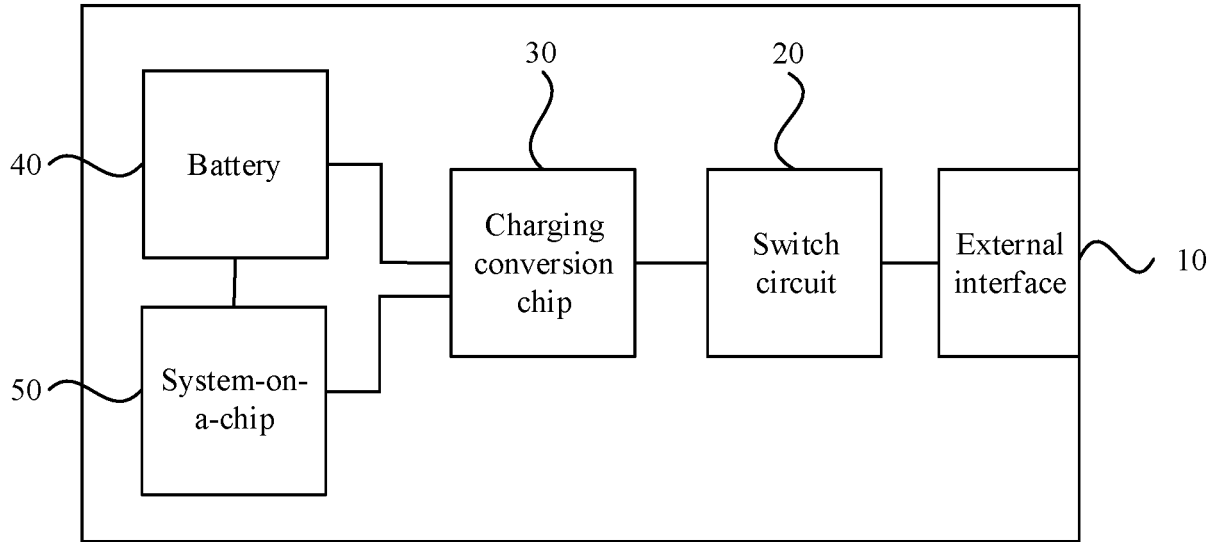 30
20
40
Battery
Charging
conversion
chip
Switch
circuit
External
interface
10
50
System-on-
a-chip